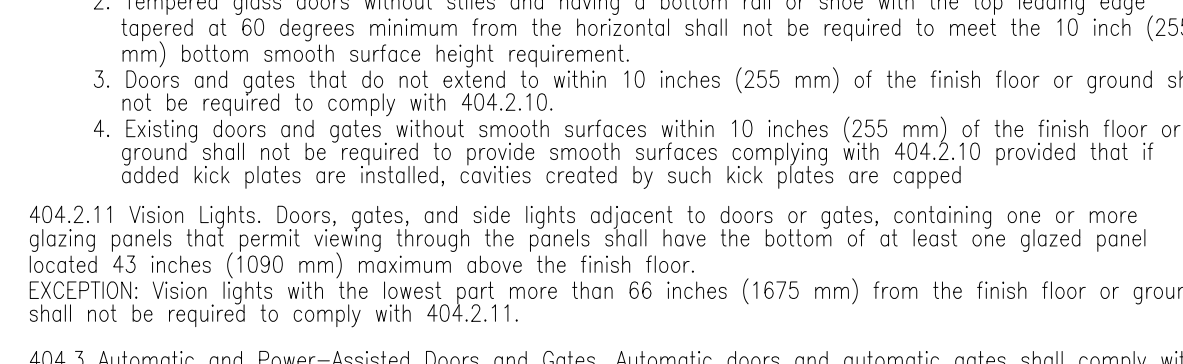 2. Tempered glass doors without stiles and having a bottom rail or shoe with the top leading edge
tapered at 60 degrees minimum from the horizontal shall not be required to meet the 10 inch (255
mm) bottom smooth surface height requirement.
3. Doors and gates that do not extend to within 10 inches (255 mm) of the finish floor or ground sh
not be required to comply with 404.2.10.
4. Existing doors and gates without smooth surfaces within 10 inches (255 mm) of the finish floor or
ground shall not be required to provide smooth surfaces complying with 404.2.10 provided that if
added kick plates are installed, cavities created by such kick plates are capped
404.2.11 Vision Lights. Doors, gates, and side lights adjacent to doors or gates, containing one or more
glazing panels that permit viewing through the panels shall have the bottom of at least one glazed panel
located 43 inches (1090 mm) maximum above the finish floor.
EXCEPTION: Vision lights with the lowest part more than 66 inches (1675 mm) from the finish floor or groun
shall not be required to comply with 404.2.11.
404.3 Automatic and Power-Assisted Doors and Gates. Automatic doors and automatic gates shall comply wit